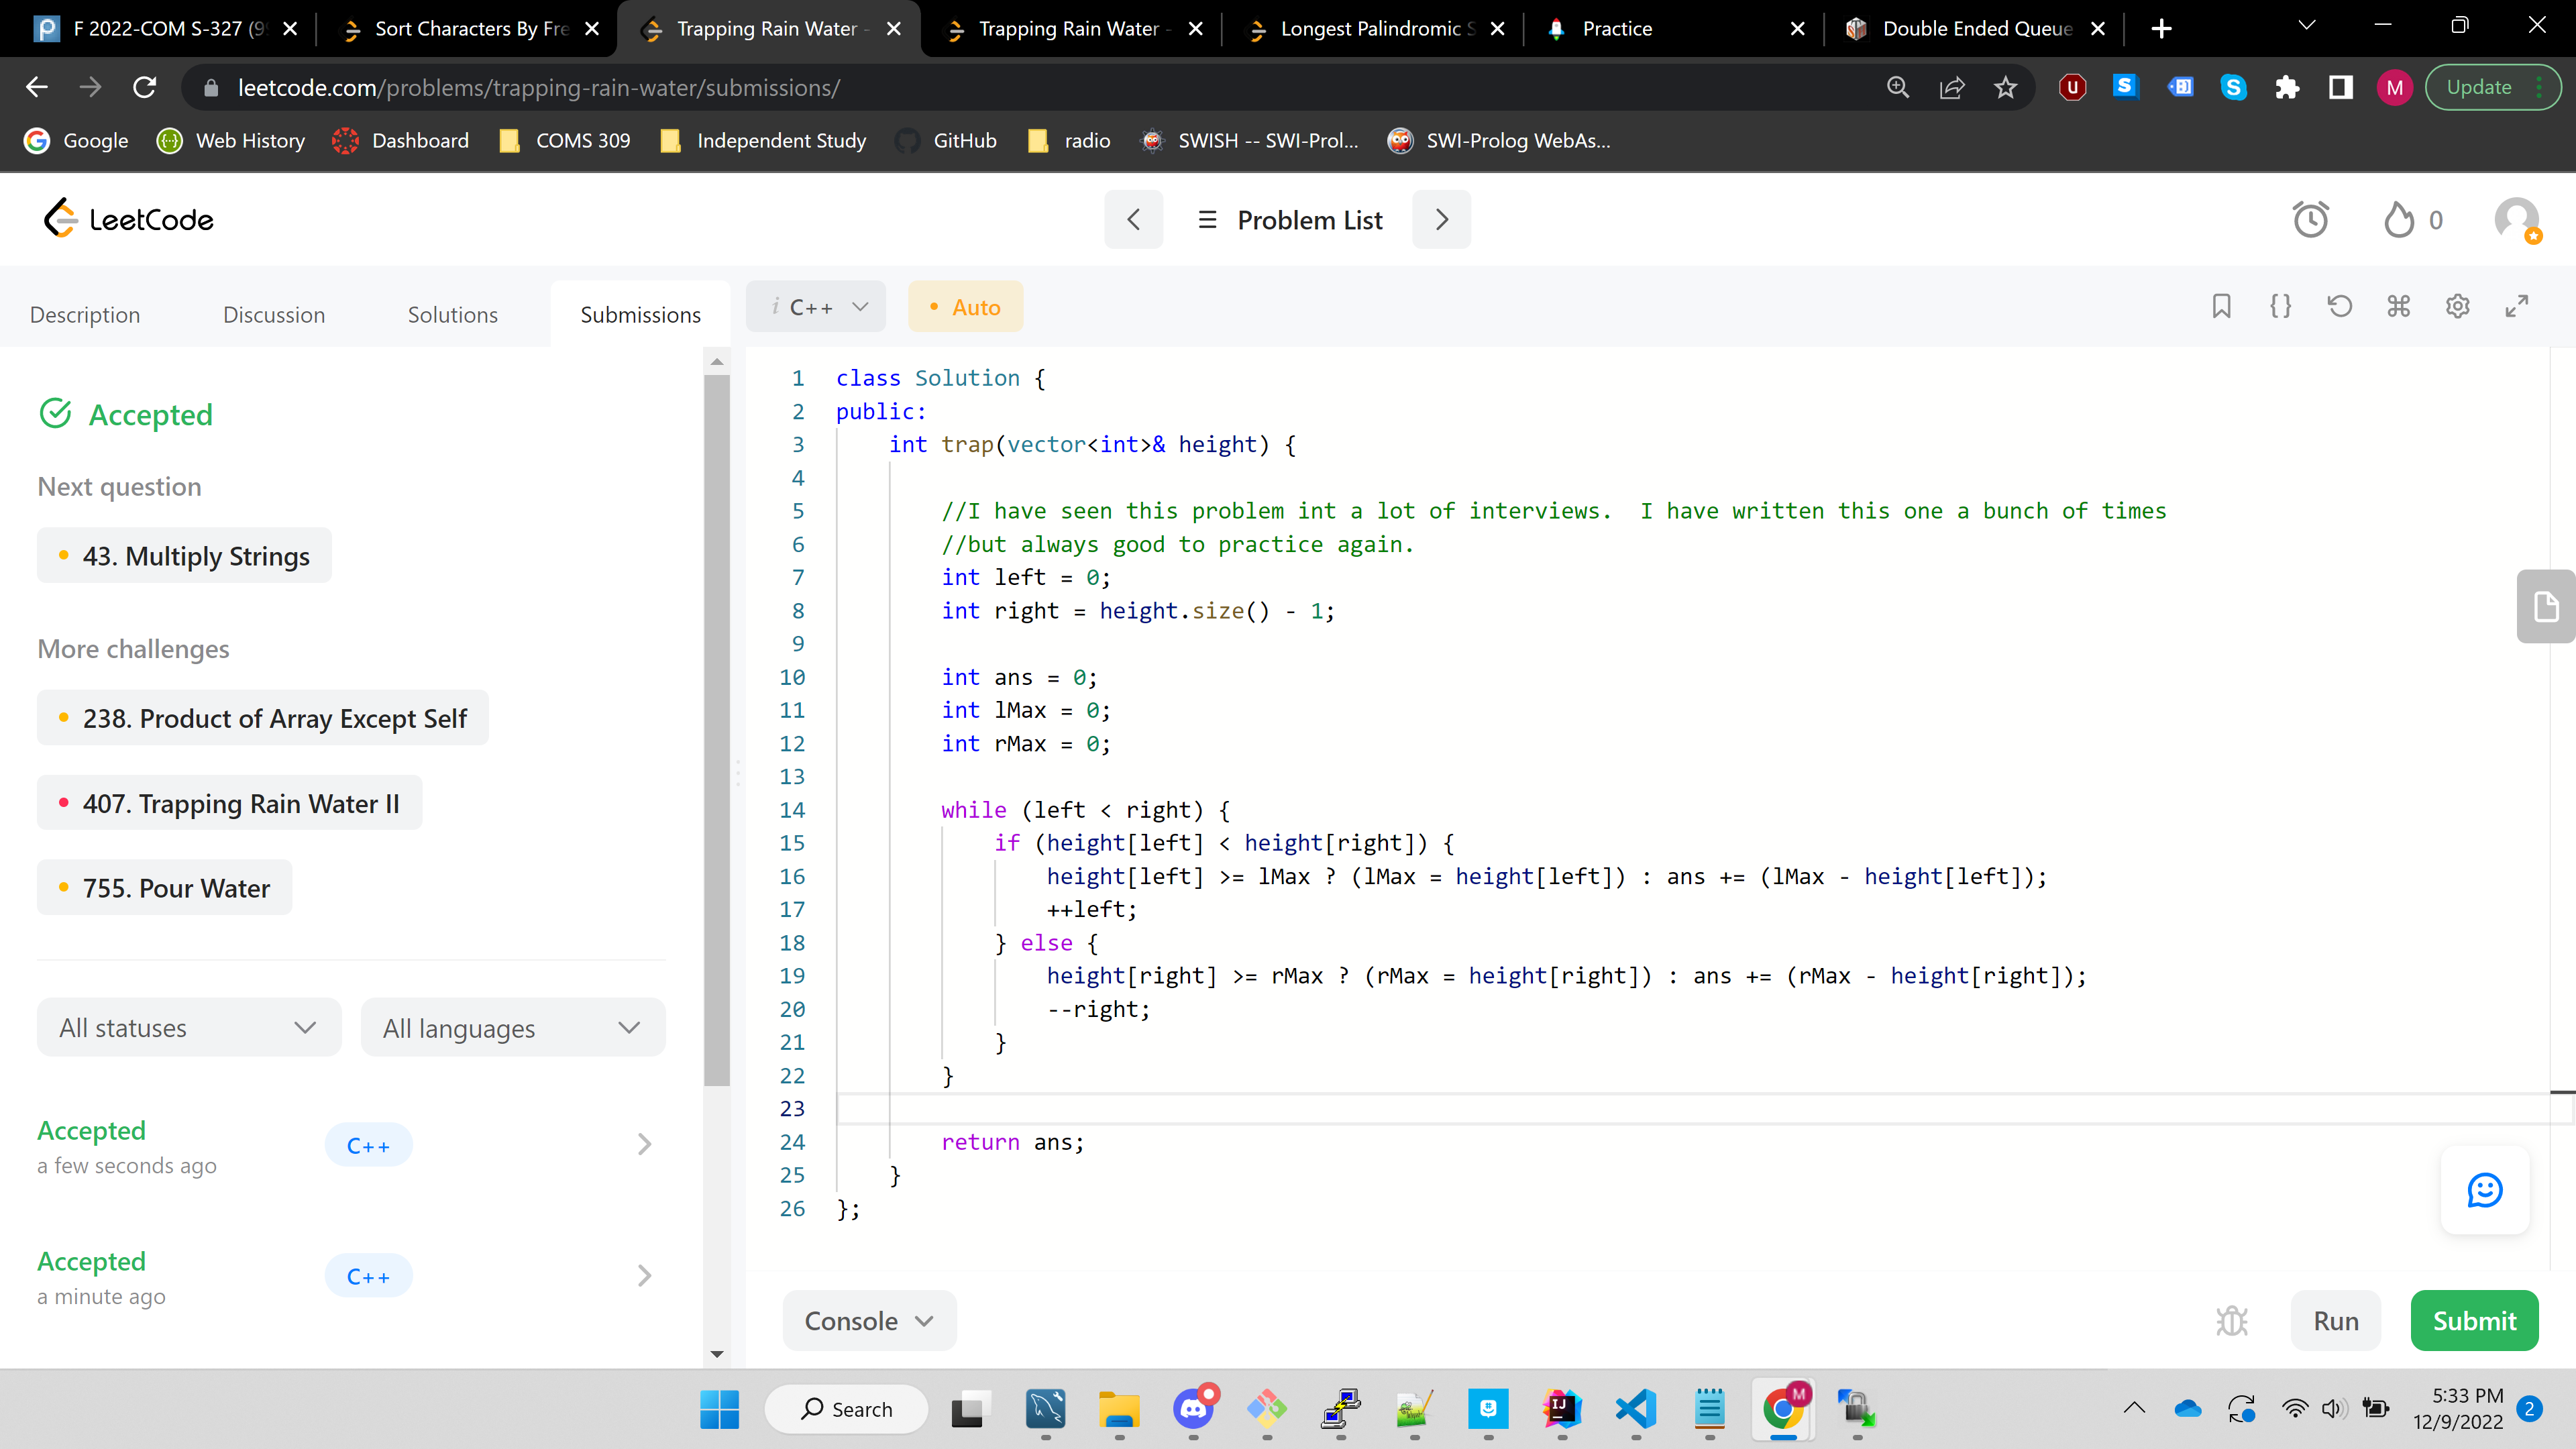 F 2022-COM S-327 (9
Sort Characters By Fre
Trapping Rain Water -
Trapping Rain Water -
Longest Palindromic S
Practice
Double Ended Queue
leetcode.com/problems/trapping-rain-water/submissions/
M
Update
Google
Web History
Dashboard
COMS 309
Independent Study
GitHub
radio
SWISH -- SWI-Prol...
SWI-Prolog WebAs...
LeetCode
Problem List
0
Description
Discussion
Solutions
Submissions
i C++
• Auto
{}
Accepted
Next question
• 43. Multiply Strings
More challenges
• 238. Product of Array Except Self
• 407. Trapping Rain Water II
• 755. Pour Water
All statuses
All languages
Accepted
a few seconds ago
C++
Accepted
a minute ago
C++
1 class Solution {
2 public:
3     int trap(vector<int>& height) {
4
5         //I have seen this problem int a lot of interviews.  I have written this one a bunch of times
6         //but always good to practice again.
7         int left = 0;
8         int right = height.size() - 1;
9
10         int ans = 0;
11         int lMax = 0;
12         int rMax = 0;
13
14         while (left < right) {
15             if (height[left] < height[right]) {
16                 height[left] >= lMax ? (lMax = height[left]) : ans += (lMax - height[left]);
17                 ++left;
18             } else {
19                 height[right] >= rMax ? (rMax = height[right]) : ans += (rMax - height[right]);
20                 --right;
21             }
22         }
23
24         return ans;
25     }
26 };
Console
Run
Submit
Search
5:33 PM
12/9/2022
2